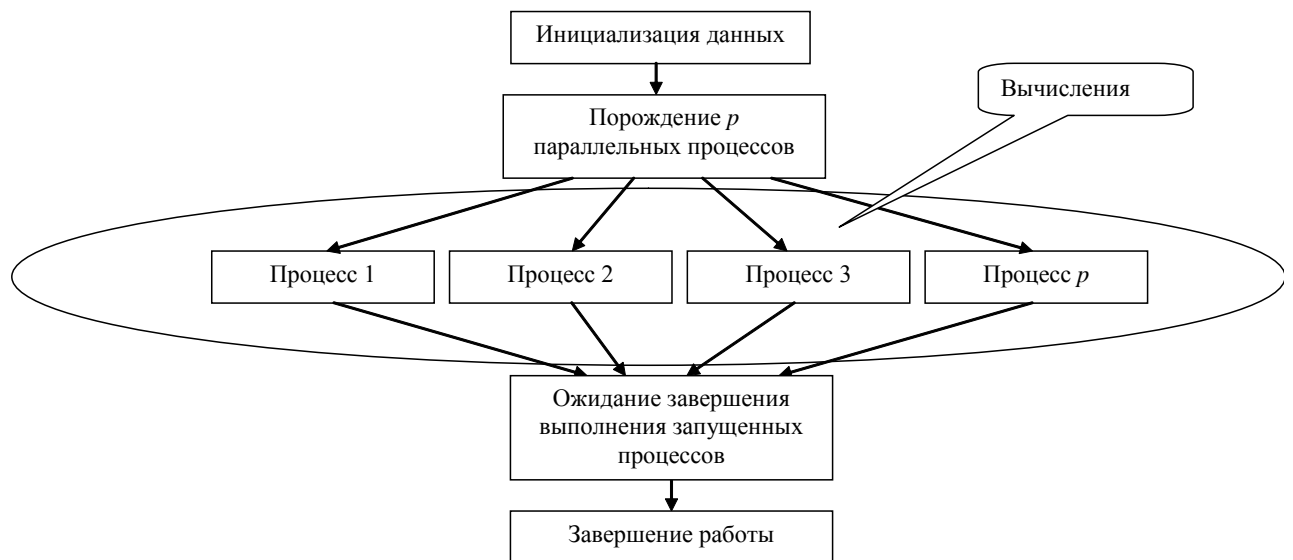 Инициализация данных
Порождение p
параллельных процессов
Вычисления
Процесс 1
Процесс 2
Процесс 3
Процесс p
Ожидание завершения
выполнения запущенных
процессов
Завершение работы